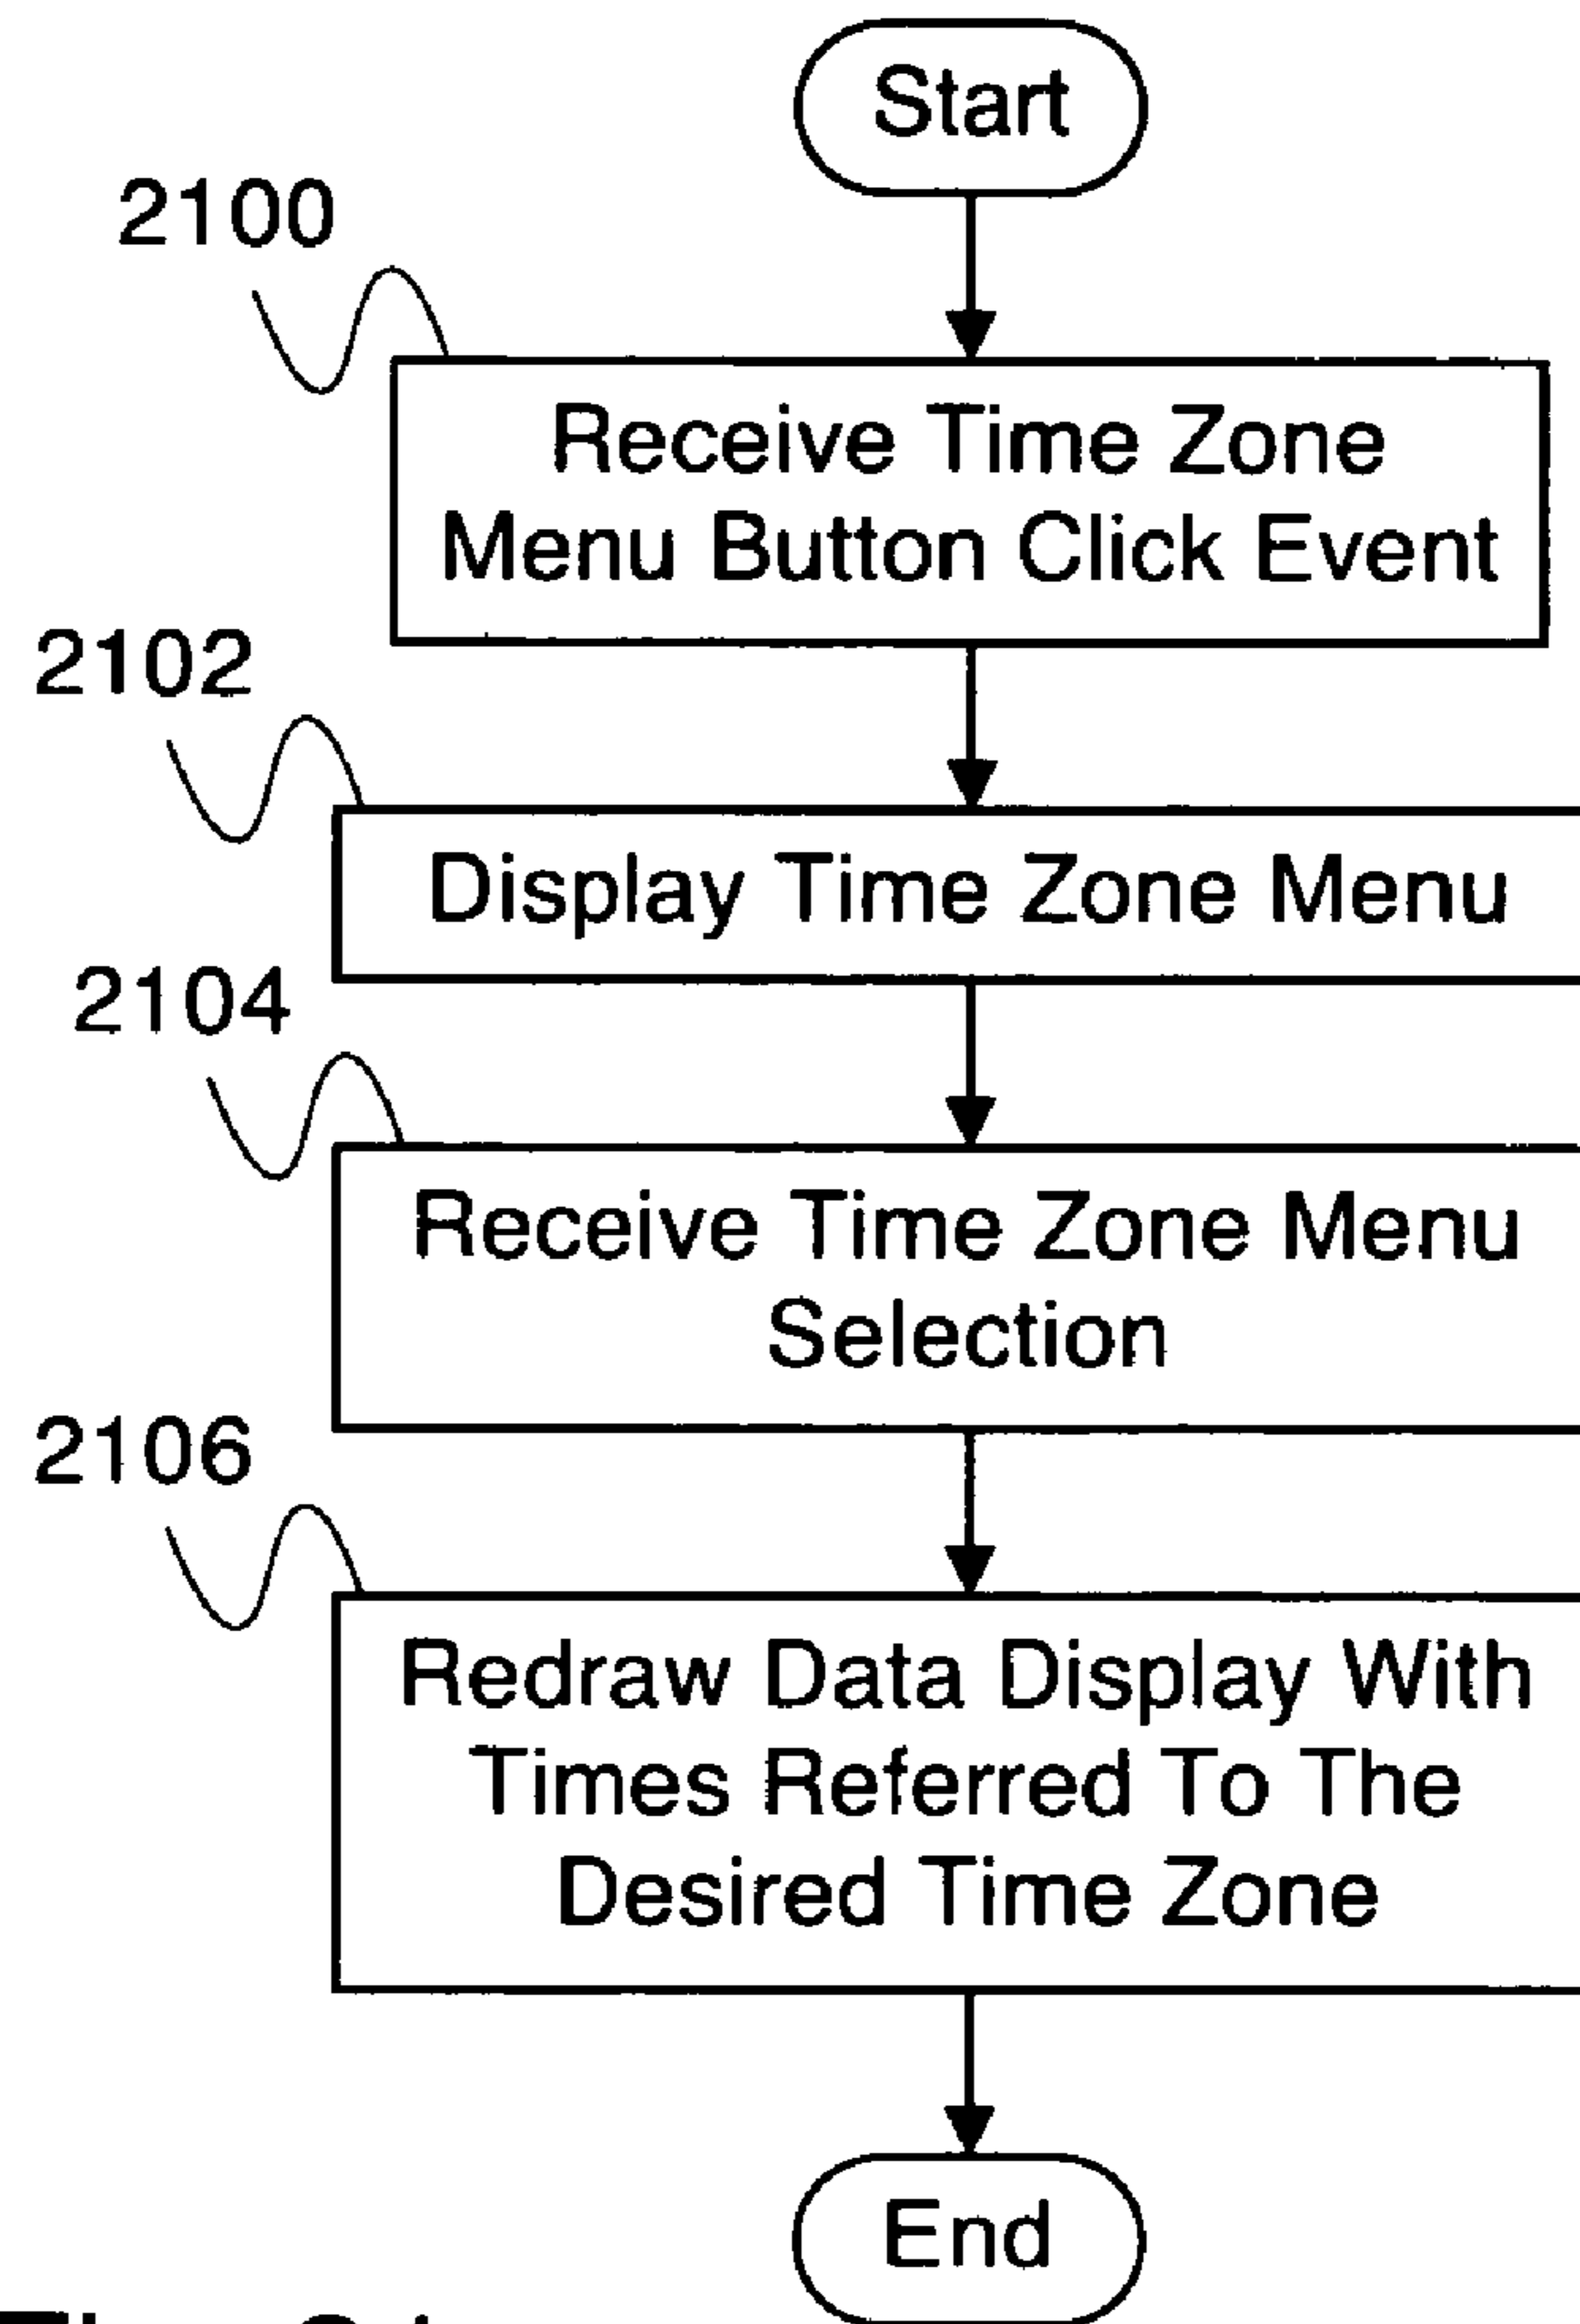 Start
2100
Receive Time Zone
Menu Button Click Event
2102
Display Time Zone Menu
2104
Receive Time Zone Menu
Selection
2106
Redraw Data Display With
Times Referred To The
Desired Time Zone
End